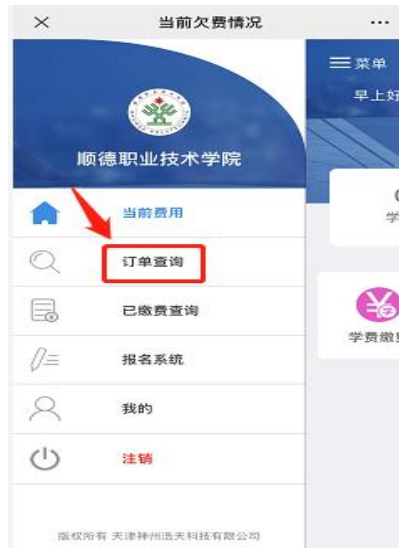 当前欠费情况
菜单
早上好
顺德职业技术学院
当前费用
订单查询
学
已缴费查询
学费缴
报名系统
我的
注销
版权所有 天津神州浩天科技有限公司